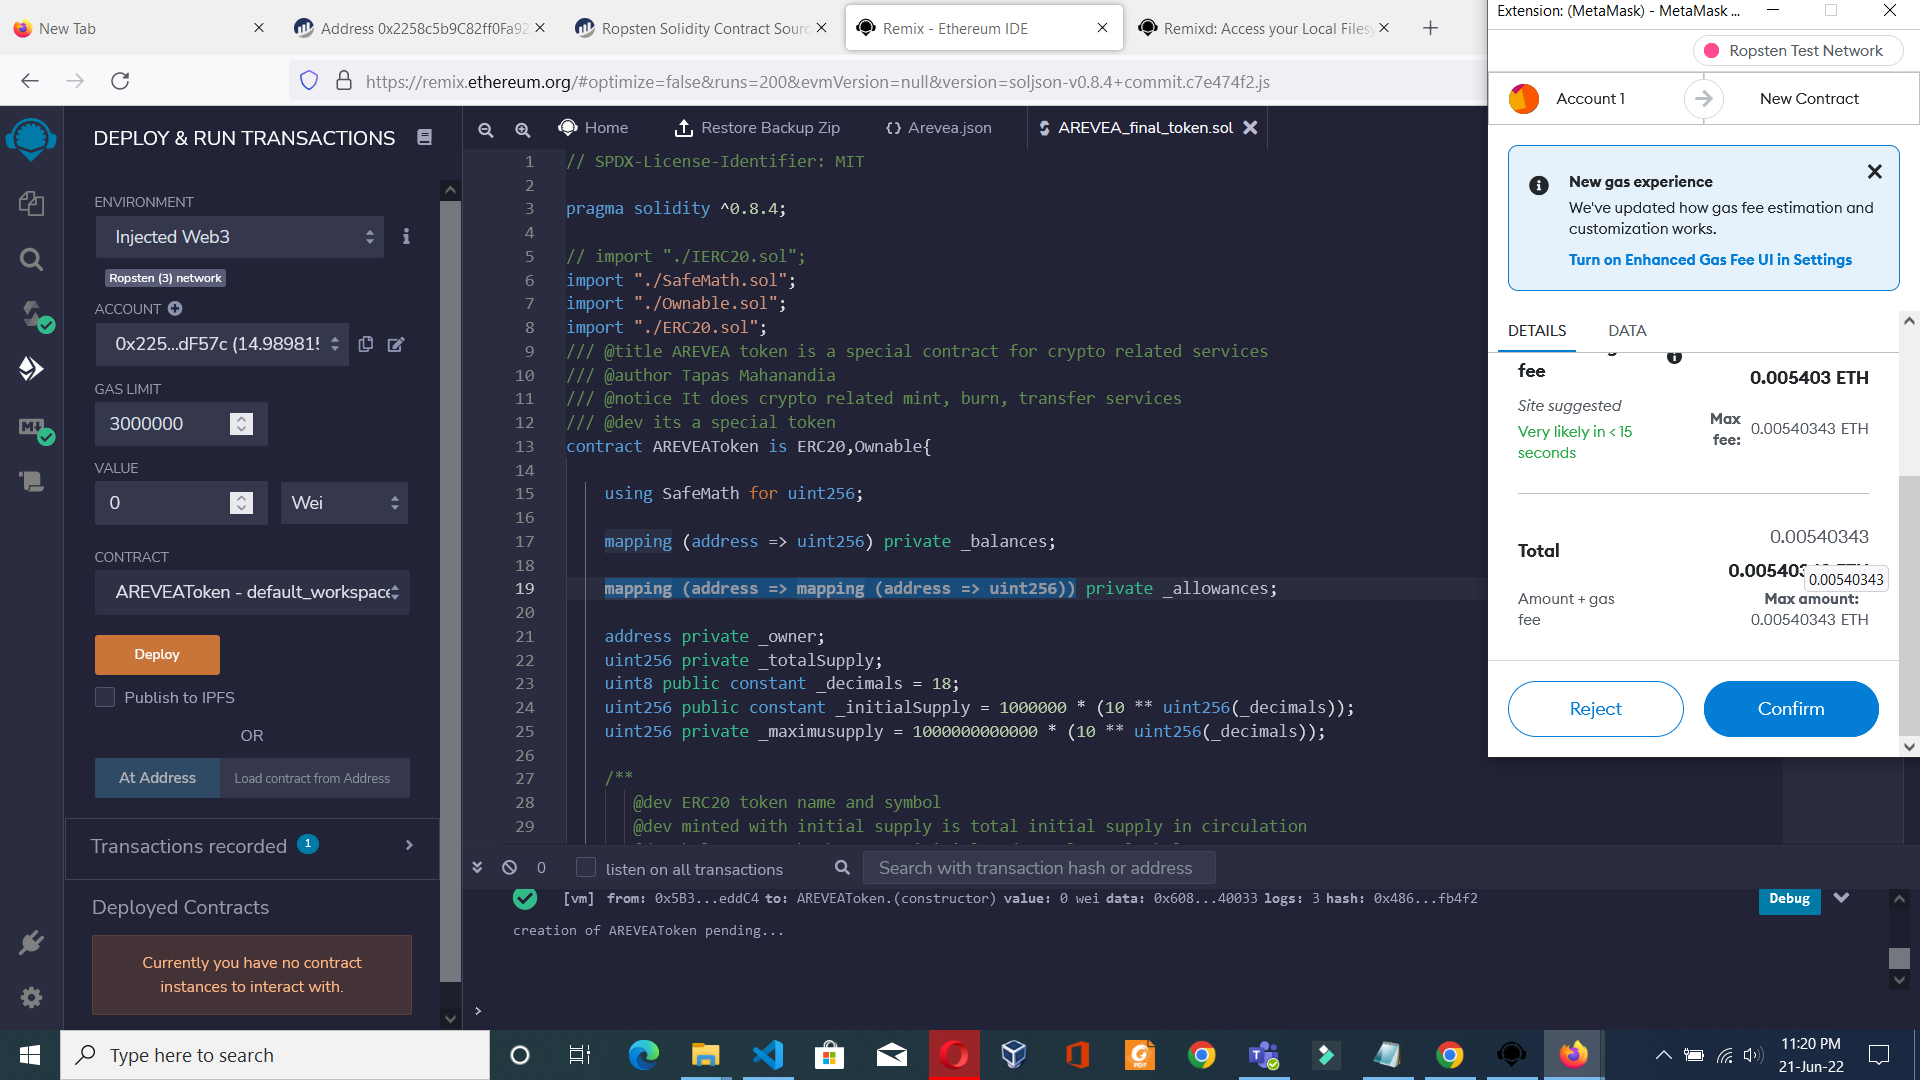 New Tab
Address 0x2258c5b9C82ff0Fa92
Ropsten Solidity Contract Sourc
Remix - Ethereum IDE
Remixd: Access your Local Filesy
https://remix.ethereum.org/#optimize=false&runs=200&evmVersion=null&version=soljson-v0.8.4+commit.c7e474f2.js
DEPLOY & RUN TRANSACTIONS
ENVIRONMENT
Injected Web3
Ropsten (3) network
ACCOUNT
0x225...dF57c (14.989815
GAS LIMIT
3000000
VALUE
0
Wei
CONTRACT
AREVEAToken - default_workspace
Deploy
Publish to IPFS
OR
At Address
Load contract from Address
Transactions recorded 1
Deployed Contracts
Currently you have no contract
instances to interact with.
Home
Restore Backup Zip
{} Arevea.json
AREVEA_final_token.sol
1 // SPDX-License-Identifier: MIT
2
3 pragma solidity ^0.8.4;
4
5 // import "./IERC20.sol";
6 import "./SafeMath.sol";
7 import "./Ownable.sol";
8 import "./ERC20.sol";
9 /// @title AREVEA token is a special contract for crypto related services
10 /// @author Tapas Mahanandia
11 /// @notice It does crypto related mint, burn, transfer services
12 /// @dev its a special token
13 contract AREVEAToken is ERC20,Ownable{
14
15 using SafeMath for uint256;
16
17 mapping (address => uint256) private _balances;
18
19 mapping (address => mapping (address => uint256)) private _allowances;
20
21 address private _owner;
22 uint256 private _totalSupply;
23 uint8 public constant _decimals = 18;
24 uint256 public constant _initialSupply = 1000000 * (10 ** uint256(_decimals));
25 uint256 private _maximusupply = 1000000000000 * (10 ** uint256(_decimals));
26
27 /**
28 @dev ERC20 token name and symbol
29 @dev minted with initial supply is total initial supply in circulation
0
listen on all transactions
Search with transaction hash or address
[vm] from: 0x5B3...eddC4 to: AREVEAToken.(constructor) value: 0 wei data: 0x608...40033 logs: 3 hash: 0x486...fb4f2
Debug
creation of AREVEAToken pending...
>
Extension: (MetaMask) - MetaMask ...
Ropsten Test Network
Account 1
New Contract
New gas experience
We've updated how gas fee estimation and
customization works.
Turn on Enhanced Gas Fee UI in Settings
DETAILS
DATA
fee
0.005403 ETH
Site suggested
Very likely in < 15
seconds
Max
fee:
0.00540343 ETH
0.00540343
Total
0.00540343
Amount + gas
fee
Max amount:
0.00540343 ETH
Reject
Confirm
Type here to search
11:20 PM
21-Jun-22